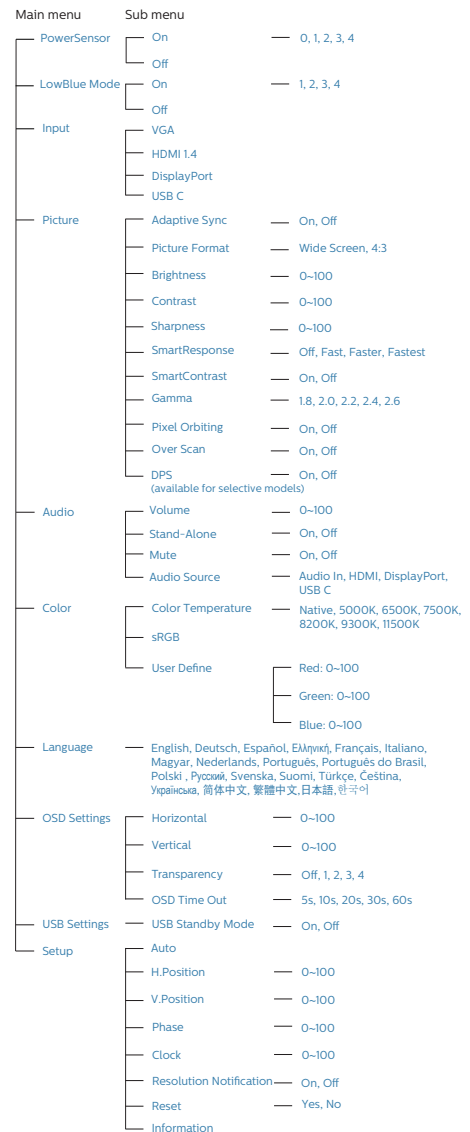 Main menu Sub menu
PowerSensor On 0, 1, 2, 3, 4
Off
LowBlue Mode On 1, 2, 3, 4
Off
Input VGA
HDMI 1.4
DisplayPort
USB C
Picture Adaptive Sync On, Off
Picture Format Wide Screen, 4:3
Brightness 0~100
Contrast 0~100
Sharpness 0~100
SmartResponse Off, Fast, Faster, Fastest
SmartContrast On, Off
Gamma 1.8, 2.0, 2.2, 2.4, 2.6
Pixel Orbiting On, Off
Over Scan On, Off
DPS On, Off
(available for selective models)
Audio Volume 0~100
Stand-Alone On, Off
Mute On, Off
Audio Source Audio In, HDMI, DisplayPort,
USB C
Color Color Temperature Native, 5000K, 6500K, 7500K,
8200K, 9300K, 11500K
sRGB
User Define Red: 0~100
Green: 0~100
Blue: 0~100
Language English, Deutsch, Español, Ελληνική, Français, Italiano,
Magyar, Nederlands, Português, Português do Brasil,
Polski , Русский, Svenska, Suomi, Türkçe, Čeština,
Українська, 简体中文, 繁體中文,日本語,한국어
OSD Settings Horizontal 0~100
Vertical 0~100
Transparency Off, 1, 2, 3, 4
OSD Time Out 5s, 10s, 20s, 30s, 60s
USB Settings USB Standby Mode On, Off
Setup Auto
H.Position 0~100
V.Position 0~100
Phase 0~100
Clock 0~100
Resolution Notification On, Off
Reset Yes, No
Information